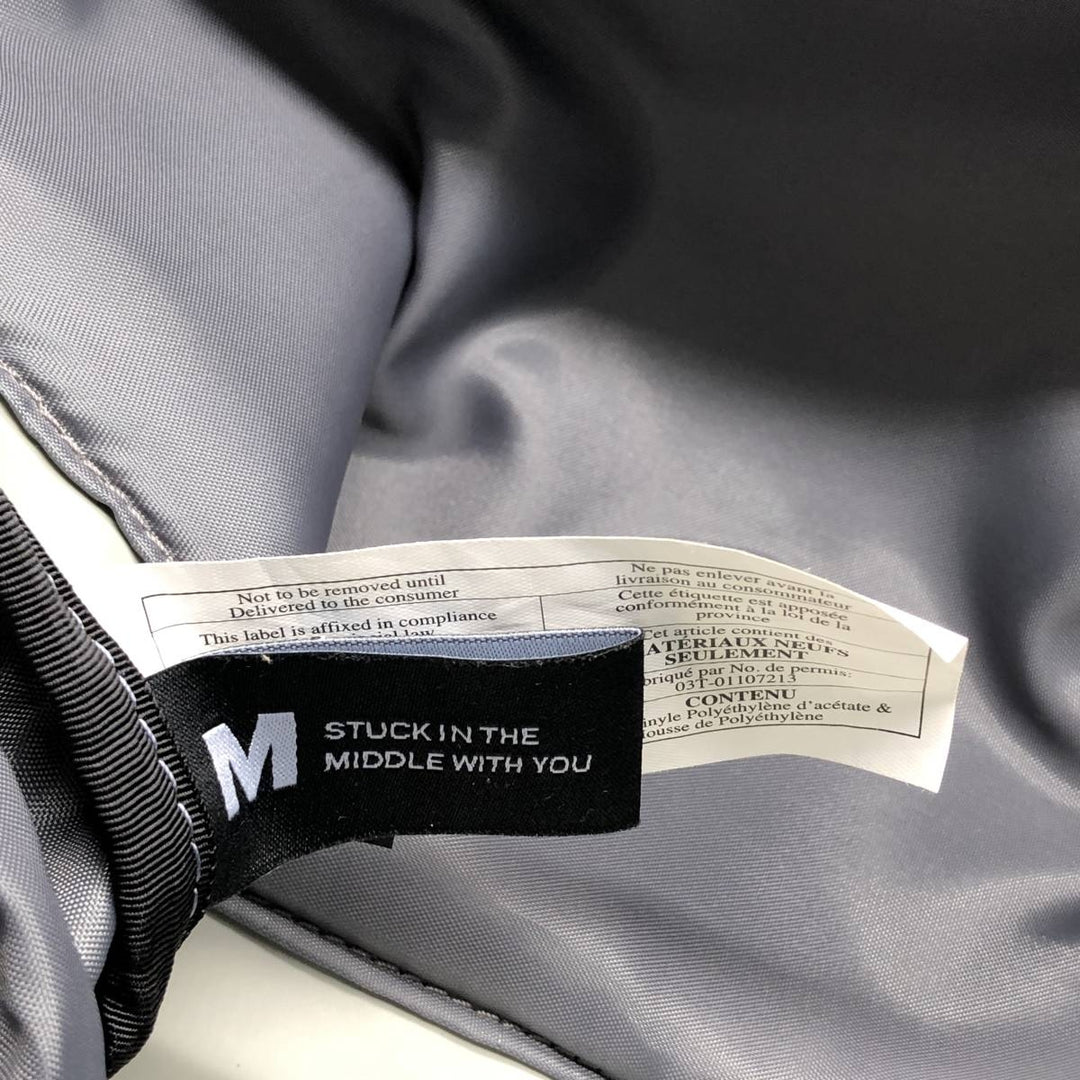 Not to be removed until
Delivered to the consumer
This label is affixed in compliance
law
Ne pas enlever avant la
livraison au consommateur
Cette étiquette est apposée
conformément à la loi de la
province
Cet article contient des
MATÉRIAUX NEUFS
SEULEMENT
par No. de permis:
03T-01107213
CONTENU
Polyéthylène d'acétate &
de Polyéthylène
M
STUCK IN THE
MIDDLE WITH YOU